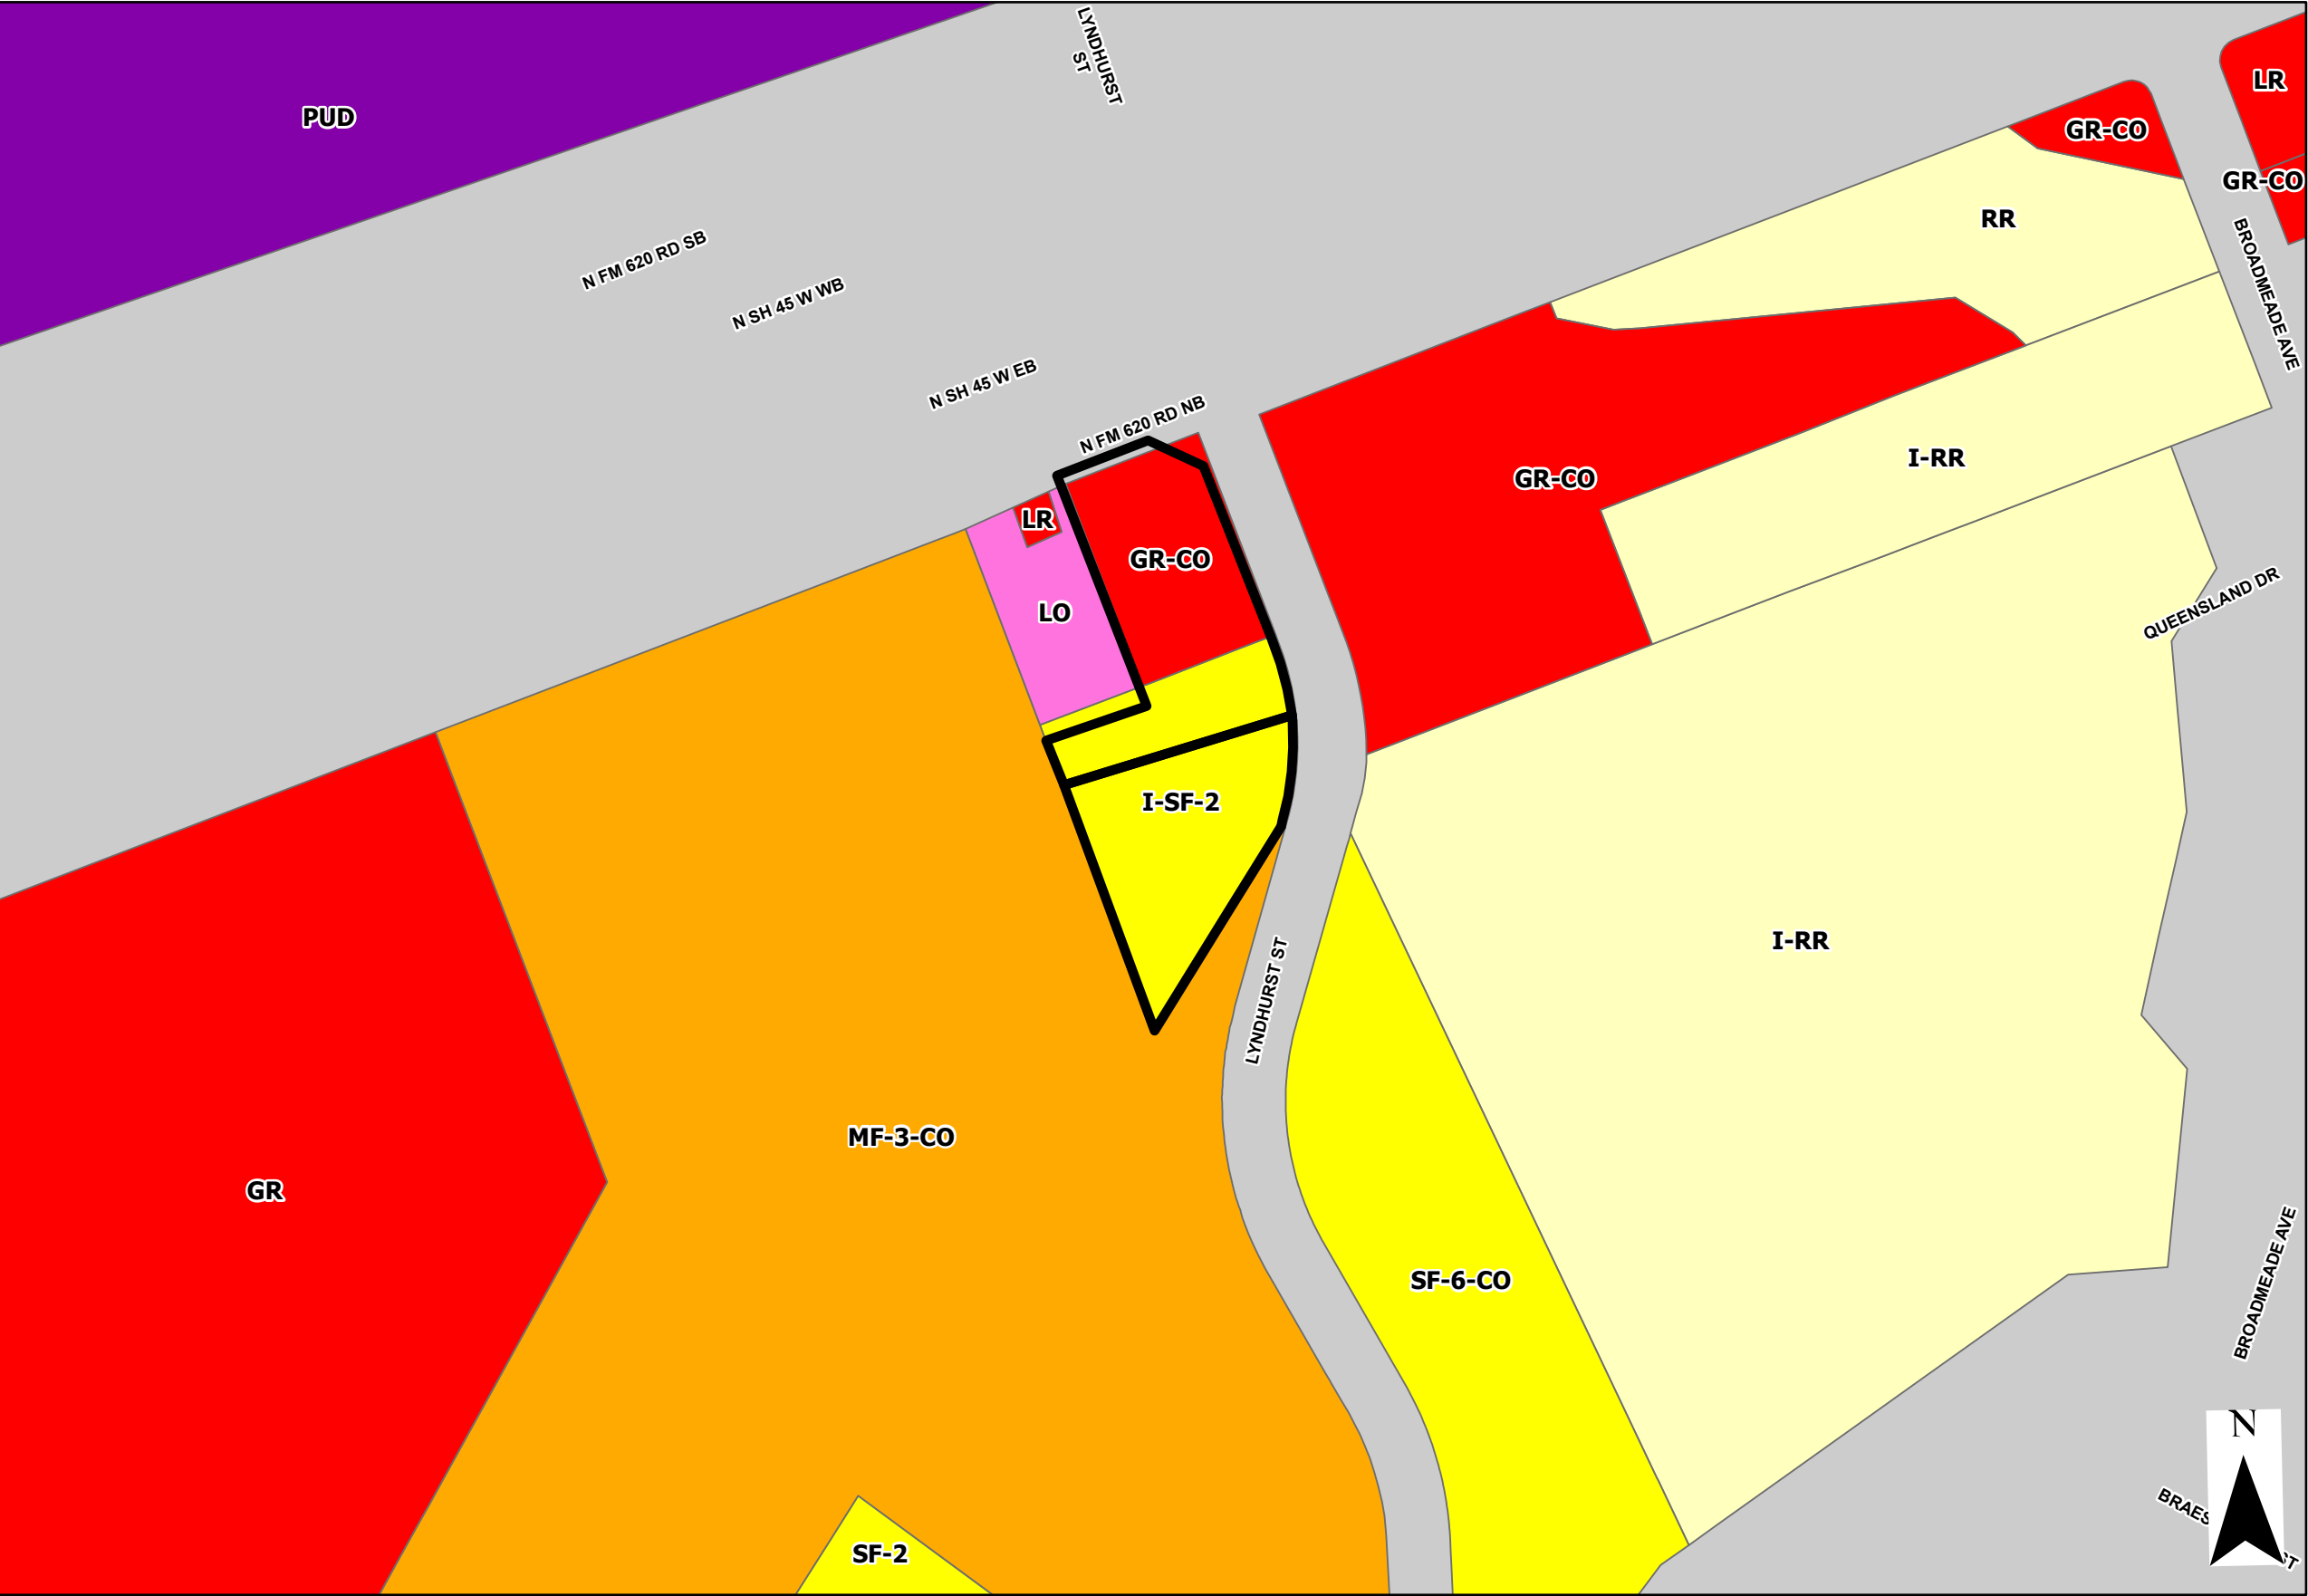 LYNDHURST
ST
LR
PUD
GR-CO
GR-CO
RR
N FM 620 RD SB
N SH 45 W WB
BROADMEADE AVE
N SH 45 W EB
N FM 620 RD NB
I-RR
GR-CO
LR
GR-CO
QUEENSLAND DR
LO
I-SF-2
I-RR
LYNDHURST ST
MF-3-CO
GR
SF-6-CO
BROADMEADE AVE
N
SF-2